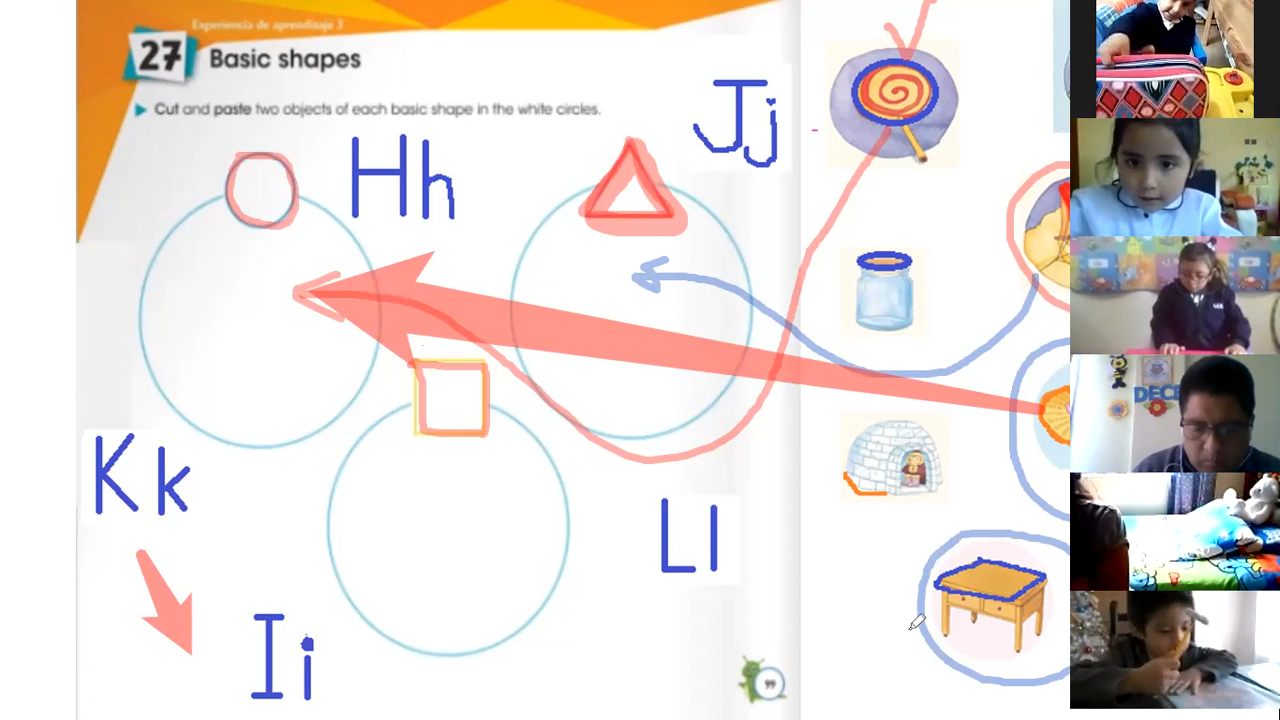 Experiencia de aprendizaje 3
27 Basic shapes
Cut and paste two objects of each basic shape in the white circles.
Jj
Hh
Kk
Ll
Ii
99
DECE